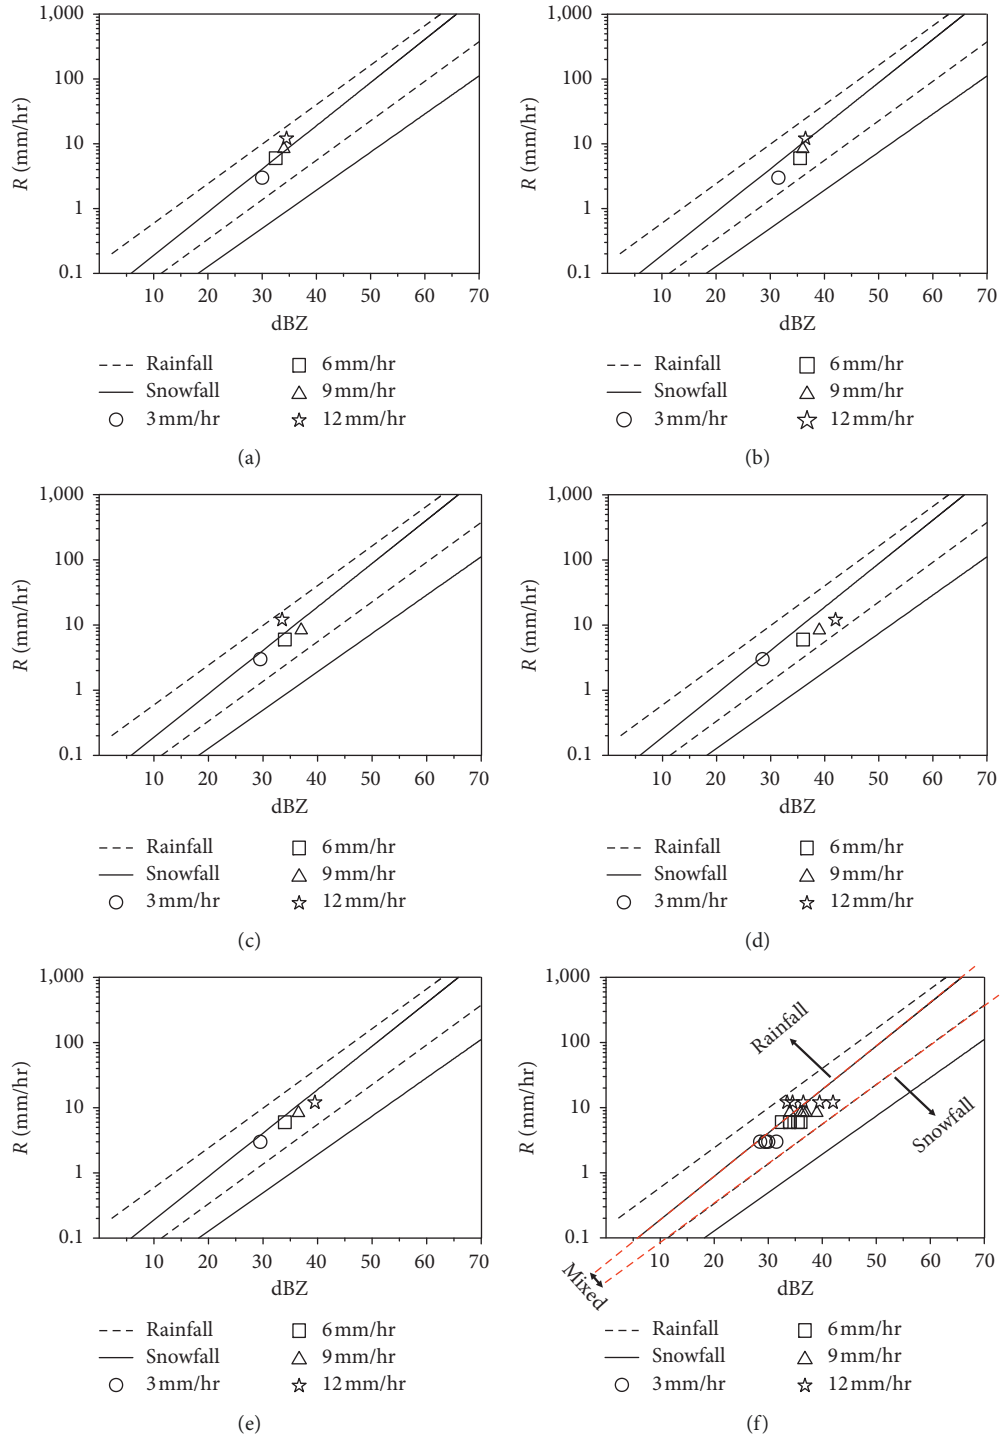 1,000
100
10
1
0.1
R (mm/hr)
10 20 30 40 50 60 70
dBZ
Rainfall
Snowfall
3 mm/hr
6 mm/hr
9 mm/hr
12 mm/hr
(a)
1,000
100
10
1
0.1
R (mm/hr)
10 20 30 40 50 60 70
dBZ
Rainfall
Snowfall
3 mm/hr
6 mm/hr
9 mm/hr
12 mm/hr
(b)
1,000
100
10
1
0.1
R (mm/hr)
10 20 30 40 50 60 70
dBZ
Rainfall
Snowfall
3 mm/hr
6 mm/hr
9 mm/hr
12 mm/hr
(c)
1,000
100
10
1
0.1
R (mm/hr)
10 20 30 40 50 60 70
dBZ
Rainfall
Snowfall
3 mm/hr
6 mm/hr
9 mm/hr
12 mm/hr
(d)
1,000
100
10
1
0.1
R (mm/hr)
10 20 30 40 50 60 70
dBZ
Rainfall
Snowfall
3 mm/hr
6 mm/hr
9 mm/hr
12 mm/hr
(e)
1,000
100
10
1
0.1
R (mm/hr)
Rainfall
Snowfall
Mixed
10 20 30 40 50 60 70
dBZ
Rainfall
Snowfall
3 mm/hr
6 mm/hr
9 mm/hr
12 mm/hr
(f)